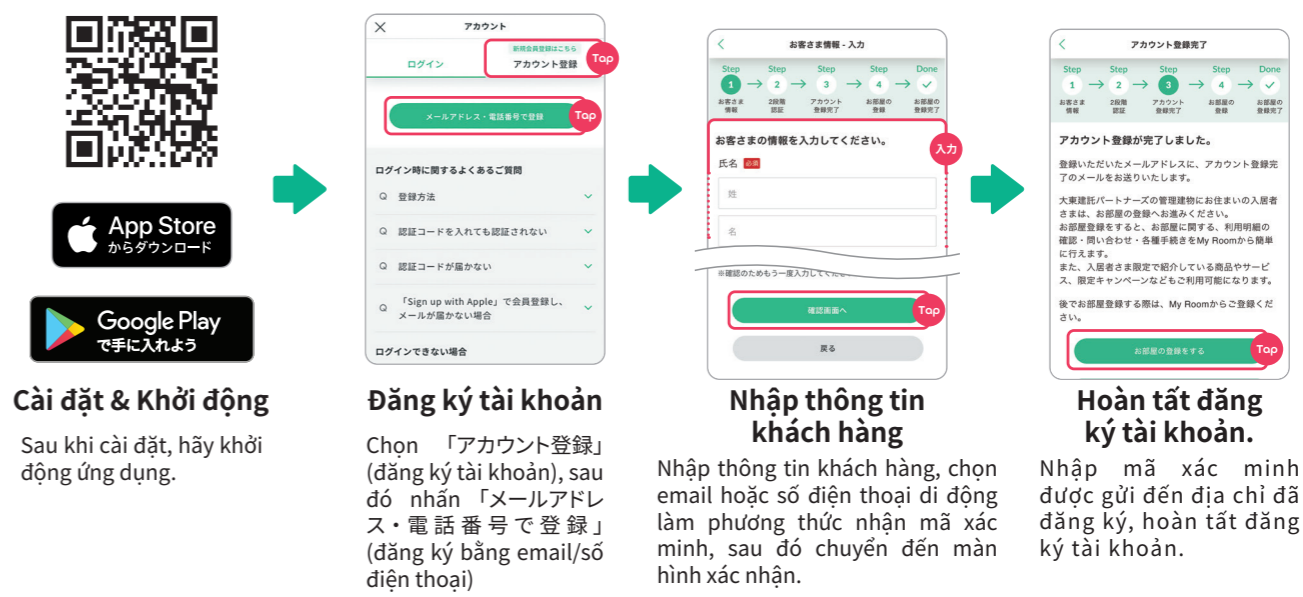 App Store
からダウンロード
Google Play
で手に入れよう
Cài đặt & Khởi động
Sau khi cài đặt, hãy khởi
động ứng dụng.
アカウント
新規会員登録はこちら
ログイン
アカウント登録
Tap
メールアドレス・電話番号で登録
Tap
ログイン時に関するよくあるご質問
Q 登録方法
Q 認証コードを入れても認証されない
Q 認証コードが届かない
Q 「Sign up with Apple」で会員登録し、
メールが届かない場合
ログインできない場合
Đăng ký tài khoản
Chọn 「アカウント登録」
(đăng ký tài khoản), sau
đó nhấn 「メールアドレ
ス・電話番号で登録」
(đăng ký bằng email/số
điện thoại)
お客さま情報 - 入力
Step Step Step Step Done
1 → 2 → 3 → 4 →
お客さま 2段階 アカウント お部屋の お部屋の
情報 認証 登録完了 登録 登録完了
お客さまの情報を入力してください。
入力
氏名 必須
姓
名
※確認のためもう一度入力してくださ
確認画面へ
Tap
戻る
Nhập thông tin
khách hàng
Nhập thông tin khách hàng, chọn
email hoặc số điện thoại di động
làm phương thức nhận mã xác
minh, sau đó chuyển đến màn
hình xác nhận.
アカウント登録完了
Step Step Step Step Done
1 → 2 → 3 → 4 →
お客さま 2段階 アカウント お部屋の お部屋の
情報 認証 登録完了 登録 登録完了
アカウント登録が完了しました。
登録いただいたメールアドレスに、アカウント登録完
了のメールをお送りいたします。
大東建託パートナーズの管理建物にお住まいの入居者
さまは、お部屋の登録へお進みください。
お部屋登録をすると、お部屋に関する、利用明細の
確認・問い合わせ・各種手続きをMy Roomから簡単
に行えます。
また、入居者さま限定で紹介している商品やサービ
ス、限定キャンペーンなどもご利用可能になります。
後でお部屋登録する際は、My Roomからご登録くだ
さい。
お部屋の登録をする
Tap
Hoàn tất đăng
ký tài khoản.
Nhập mã xác minh
được gửi đến địa chỉ đã
đăng ký, hoàn tất đăng
ký tài khoản.